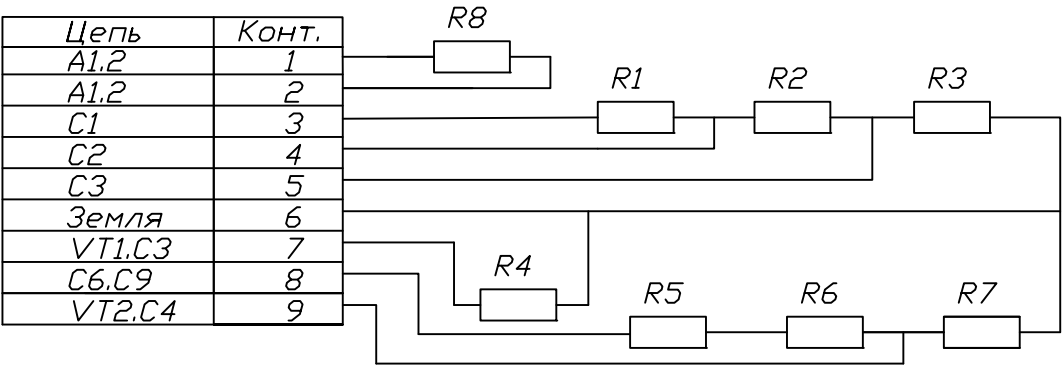 Цепь Конт.
A1.2 1
A1.2 2
C1 3
C2 4
C3 5
Земля 6
VT1.C3 7
C6.C9 8
VT2.C4 9
R8
R1 R2 R3
R4
R5 R6 R7